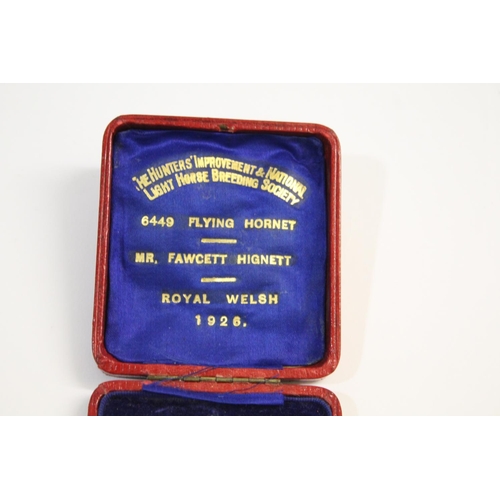 THE HUNTERS' IMPROVEMENT & NATIONAL
LIGHT HORSE BREEDING SOCIETY
6449 FLYING HORNET
MR. FAWCETT HIGNETT
ROYAL WELSH
1926.